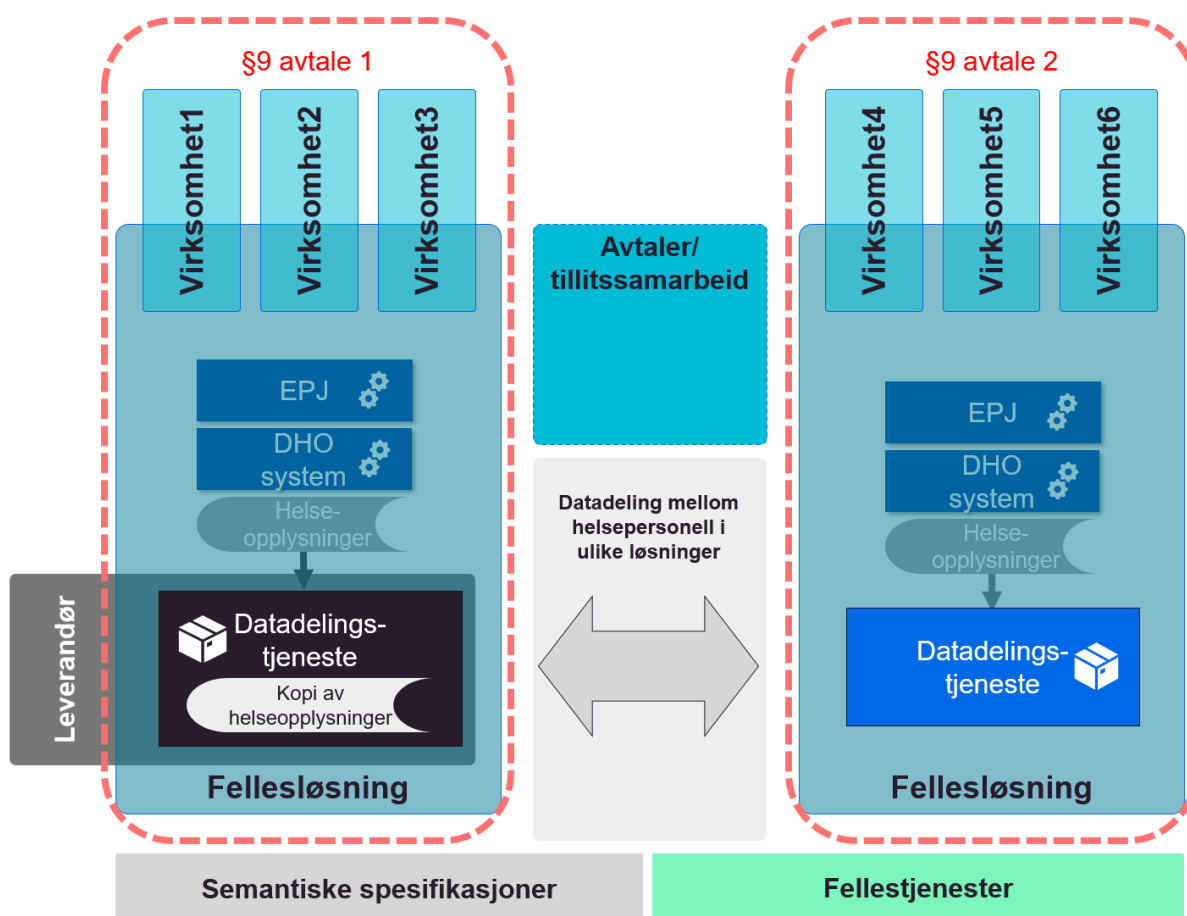 §9 avtale 1
Virksomhet1
Virksomhet2
Virksomhet3
EPJ
DHO
system
Helse-
opplysninger
Leverandør
Datadelings-
tjeneste
Kopi av
helseopplysninger
Fellesløsning
Avtaler/
tillitssamarbeid
Datadeling mellom
helsepersonell i
ulike løsninger
§9 avtale 2
Virksomhet4
Virksomhet5
Virksomhet6
EPJ
DHO
system
Helse-
opplysninger
Datadelings-
tjeneste
Fellesløsning
Semantiske spesifikasjoner
Fellestjenester